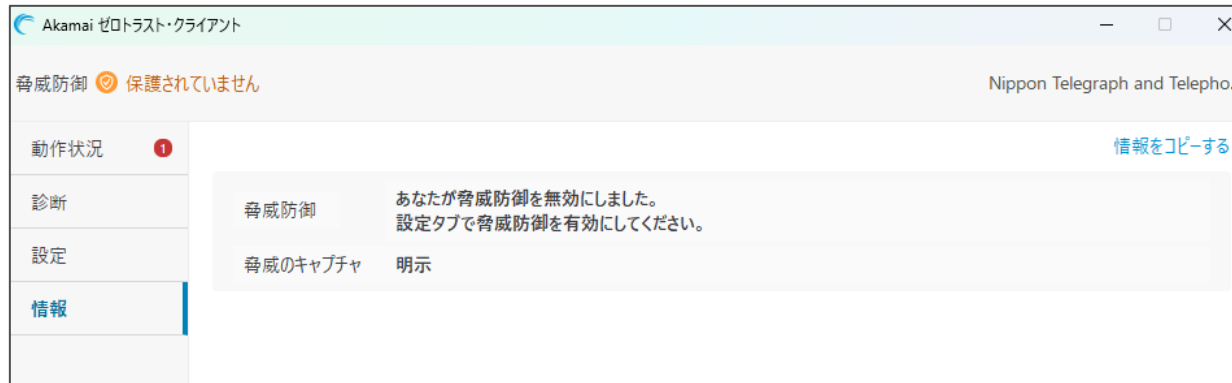 Akamai ゼロトラスト・クライアント
脅威防御 保護されていません
Nippon Telegraph and Telepho.
動作状況 1
情報をコピーする
診断
設定
情報
脅威防御
あなたが脅威防御を無効にしました。
設定タブで脅威防御を有効にしてください。
脅威のキャプチャ 明示